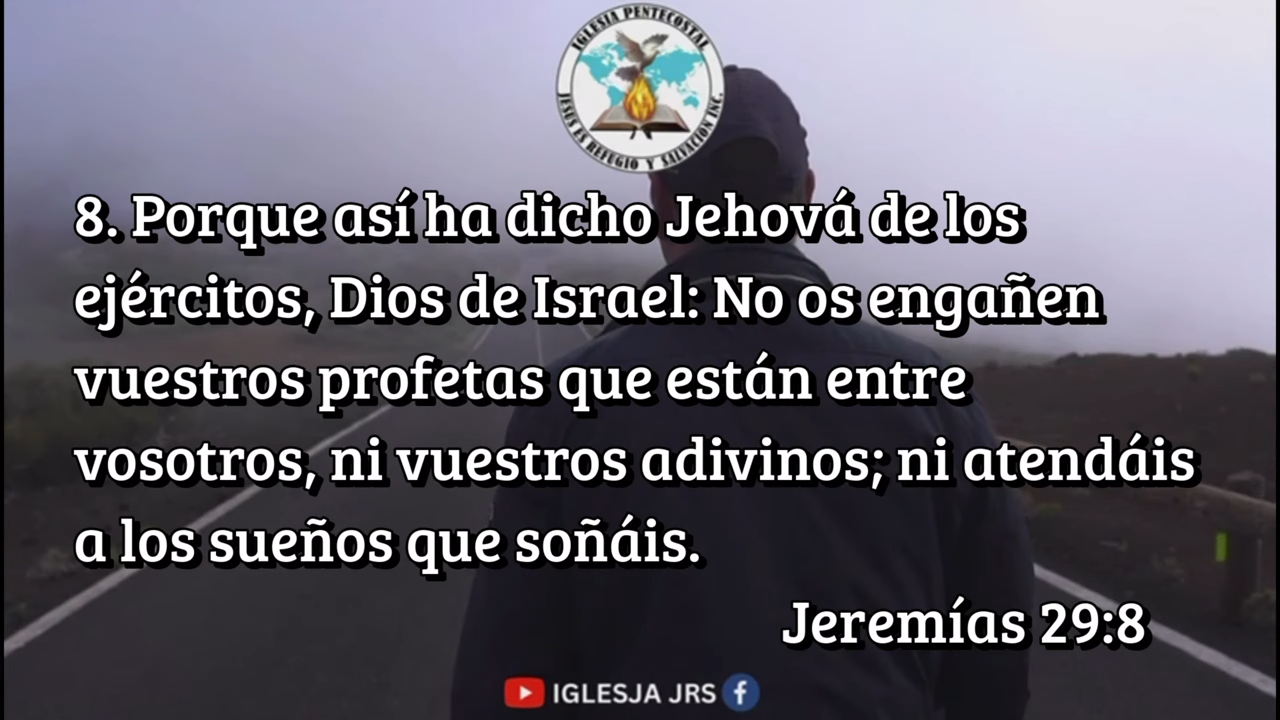 IGLESIA PENTECOSTAL
JESUS ES REFUGIO Y SALVACION INC.
8. Porque así ha dicho Jehová de los
ejércitos, Dios de Israel: No os engañen
vuestros profetas que están entre
vosotros, ni vuestros adivinos; ni atendáis
a los sueños que soñáis.
Jeremías 29:8
IGLESJA JRS